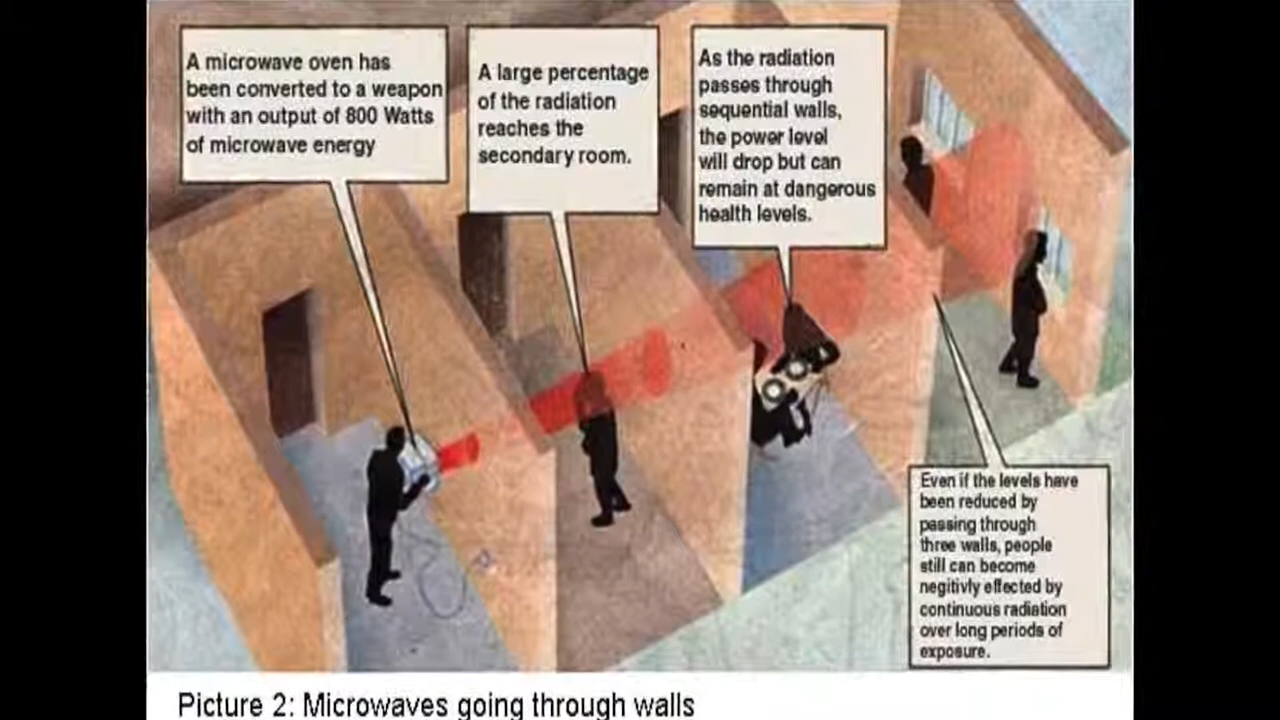 A microwave oven has
been converted to a weapon
with an output of 800 Watts
of microwave energy
A large percentage
of the radiation
reaches the
secondary room.
As the radiation
passes through
sequential walls,
the power level
will drop but can
remain at dangerous
health levels.
Even if the levels have
been reduced by
passing through
three walls, people
still can become
negitivly effected by
continuous radiation
over long periods of
exposure.
Picture 2: Microwaves going through walls